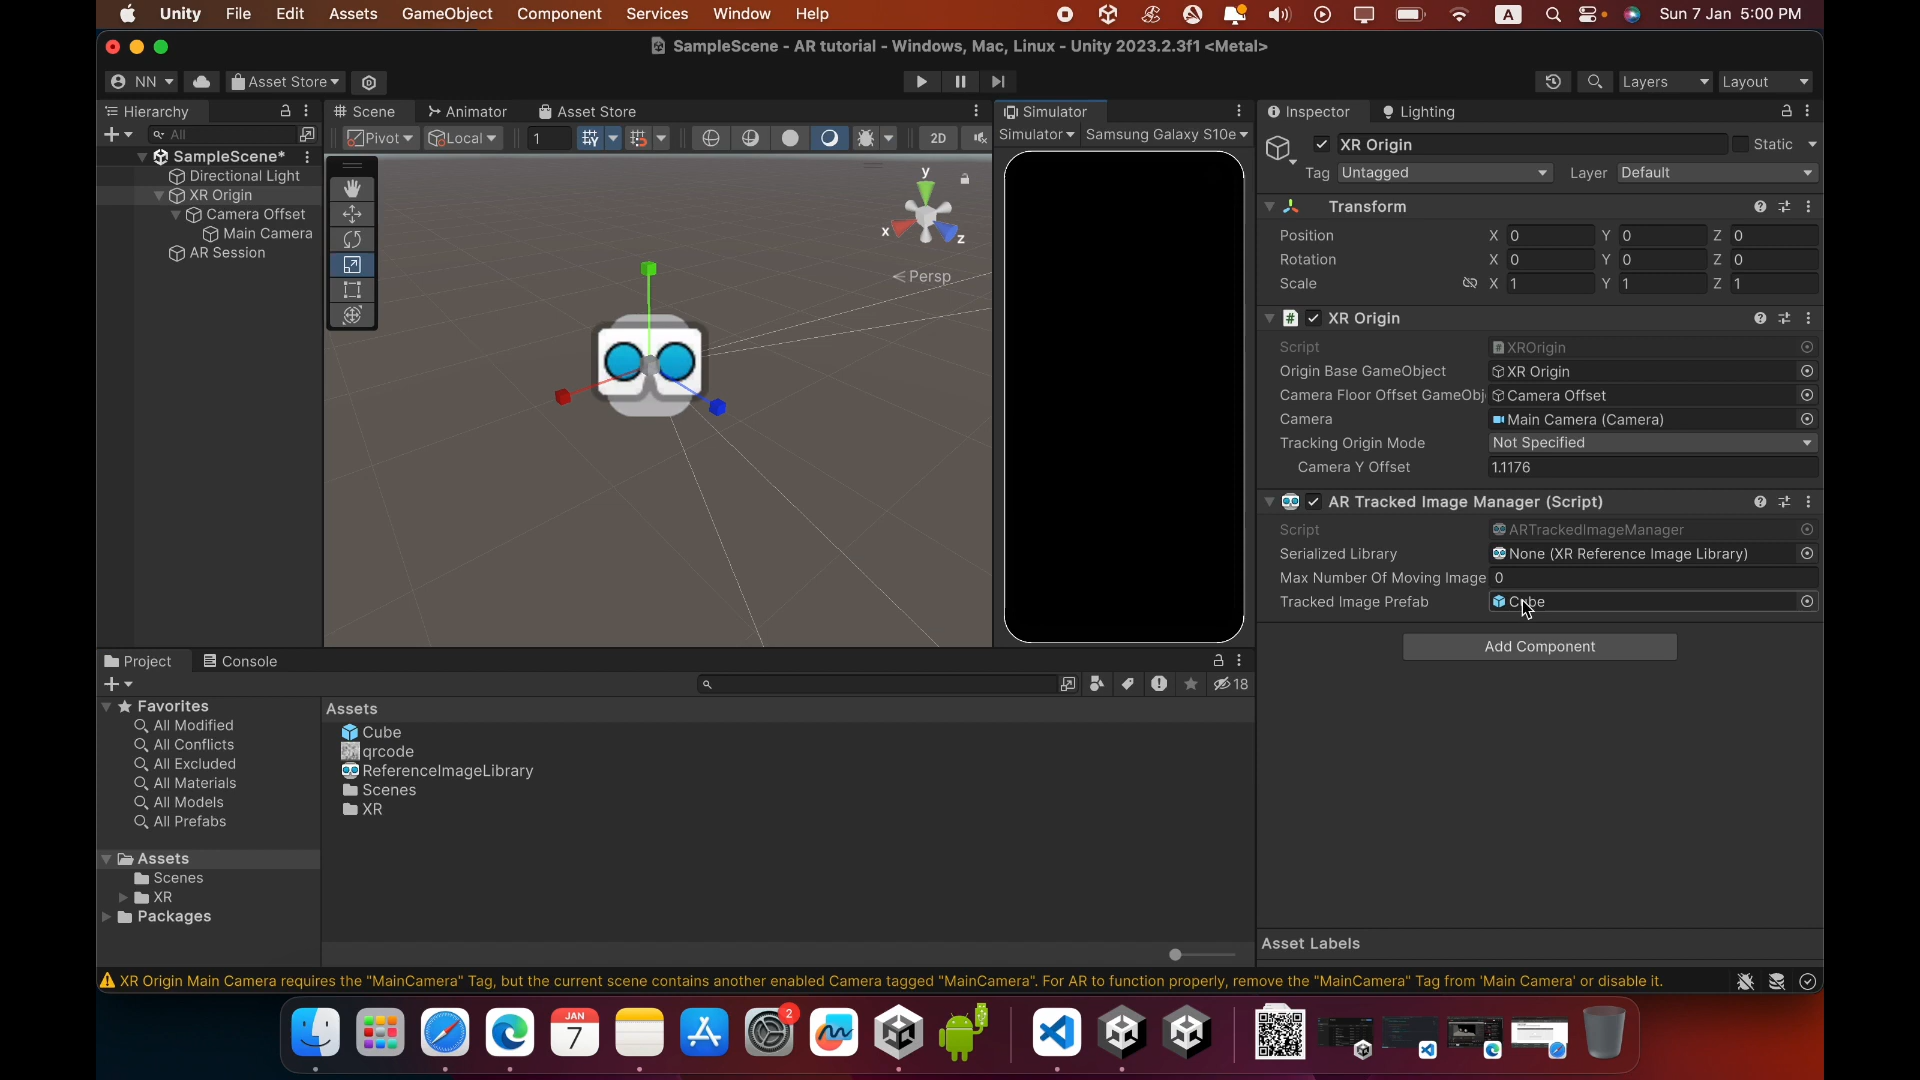 Unity File Edit Assets GameObject Component Services Window Help A Sun 7 Jan 5:00 PM
SampleScene - AR tutorial - Windows, Mac, Linux - Unity 2023.2.3f1 <Metal>
NN Asset Store Layers Layout
Hierarchy
All
SampleScene*
Directional Light
XR Origin
Camera Offset
Main Camera
AR Session
Scene Animator Asset Store
Pivot Local 1 2D
y
x
z
Persp
Simulator
Simulator Samsung Galaxy S10e
Inspector Lighting
XR Origin Static
Tag Untagged Layer Default
Transform
Position X 0 Y 0 Z 0
Rotation X 0 Y 0 Z 0
Scale X 1 Y 1 Z 1
# XR Origin
Script XROrigin
Origin Base GameObject XR Origin
Camera Floor Offset GameObj Camera Offset
Camera Main Camera (Camera)
Tracking Origin Mode Not Specified
Camera Y Offset 1.1176
AR Tracked Image Manager (Script)
Script ARTrackedImageManager
Serialized Library None (XR Reference Image Library)
Max Number Of Moving Image 0
Tracked Image Prefab Cube
Add Component
Project Console
18
Favorites
All Modified
All Conflicts
All Excluded
All Materials
All Models
All Prefabs
Assets
Scenes
XR
Packages
Assets
Cube
qrcode
ReferenceImageLibrary
Scenes
XR
Asset Labels
XR Origin Main Camera requires the "MainCamera" Tag, but the current scene contains another enabled Camera tagged "MainCamera". For AR to function properly, remove the "MainCamera" Tag from 'Main Camera' or disable it.
JAN
7
2